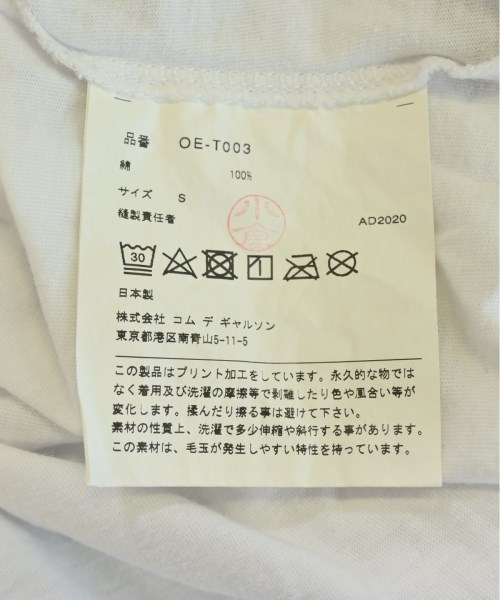 品番 OE-T003
綿 100%
サイズ S
縫製責任者 小倉 AD2020
30
日本製
株式会社 コム デ ギャルソン
東京都港区南青山5-11-5
この製品はプリント加工をしています。永久的な物では
なく着用及び洗濯の摩擦等で剥離したり色や風合い等が
変化します。揉んだり擦る事は避けて下さい。
素材の性質上、洗濯で多少伸縮や斜行する事があります。
この素材は、毛玉が発生しやすい特性を持っています。